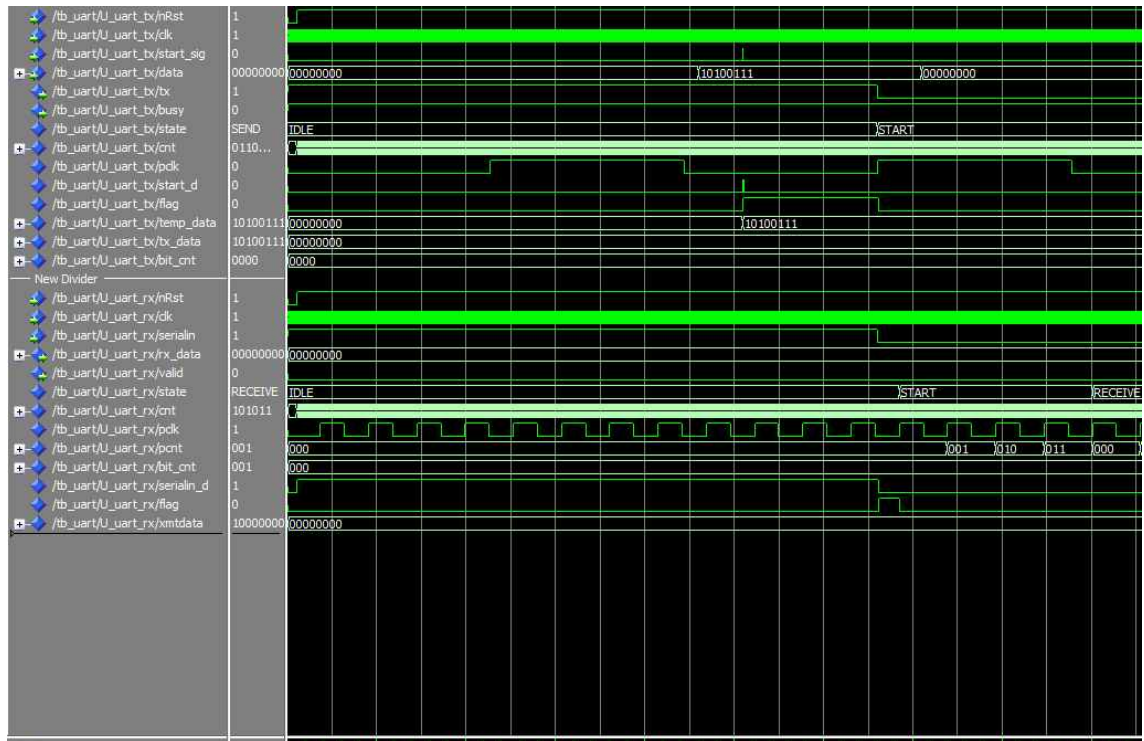 /tb_uart/U_uart_tx/nRst 1
/tb_uart/U_uart_tx/clk 1
/tb_uart/U_uart_tx/start_sig 0
/tb_uart/U_uart_tx/data 00000000 00000000 10100111 00000000
/tb_uart/U_uart_tx/tx 1
/tb_uart/U_uart_tx/busy 0
/tb_uart/U_uart_tx/state SEND IDLE START
/tb_uart/U_uart_tx/cnt 0110...
/tb_uart/U_uart_tx/pclk 0
/tb_uart/U_uart_tx/start_d 0
/tb_uart/U_uart_tx/flag 0
/tb_uart/U_uart_tx/temp_data 10100111 00000000 10100111
/tb_uart/U_uart_tx/tx_data 10100111 00000000
/tb_uart/U_uart_tx/bit_cnt 0000 0000
New Divider
/tb_uart/U_uart_rx/nRst 1
/tb_uart/U_uart_rx/clk 1
/tb_uart/U_uart_rx/serialin 1
/tb_uart/U_uart_rx/rx_data 00000000 00000000
/tb_uart/U_uart_rx/valid 0
/tb_uart/U_uart_rx/state RECEIVE IDLE START RECEIVE
/tb_uart/U_uart_rx/cnt 101011
/tb_uart/U_uart_rx/pclk 1
/tb_uart/U_uart_rx/pcnt 001 000 001 010 011 000
/tb_uart/U_uart_rx/bit_cnt 001 000
/tb_uart/U_uart_rx/serialin_d 1
/tb_uart/U_uart_rx/flag 0
/tb_uart/U_uart_rx/xmtdata 10000000 00000000